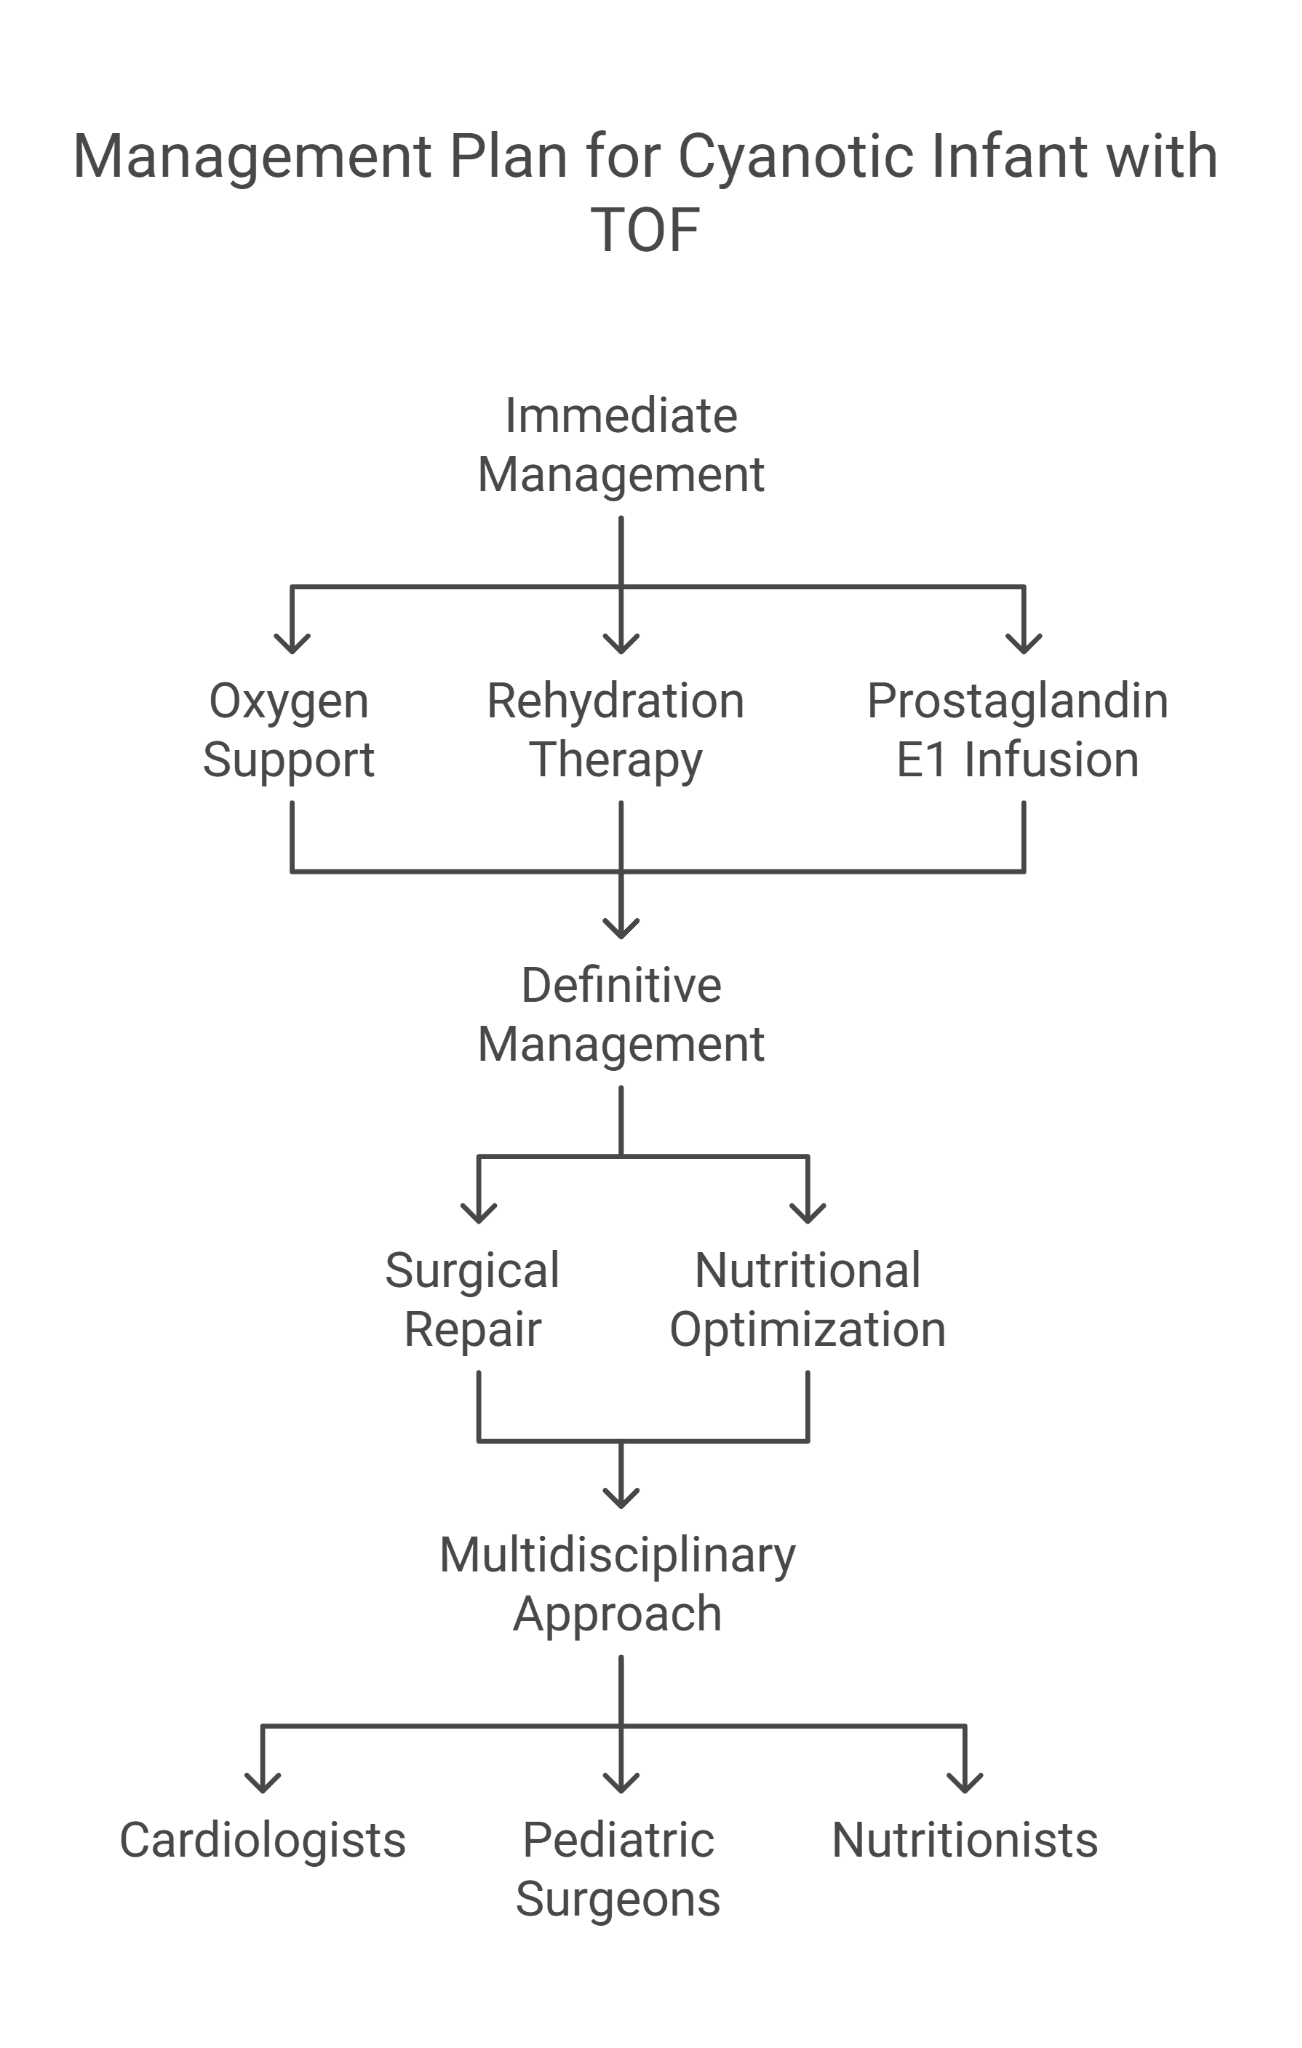 Management Plan for Cyanotic Infant with
TOF
Immediate
Management
Oxygen
Support
Rehydration
Therapy
Prostaglandin
E1 Infusion
Definitive
Management
Surgical
Repair
Nutritional
Optimization
Multidisciplinary
Approach
Cardiologists
Pediatric
Surgeons
Nutritionists